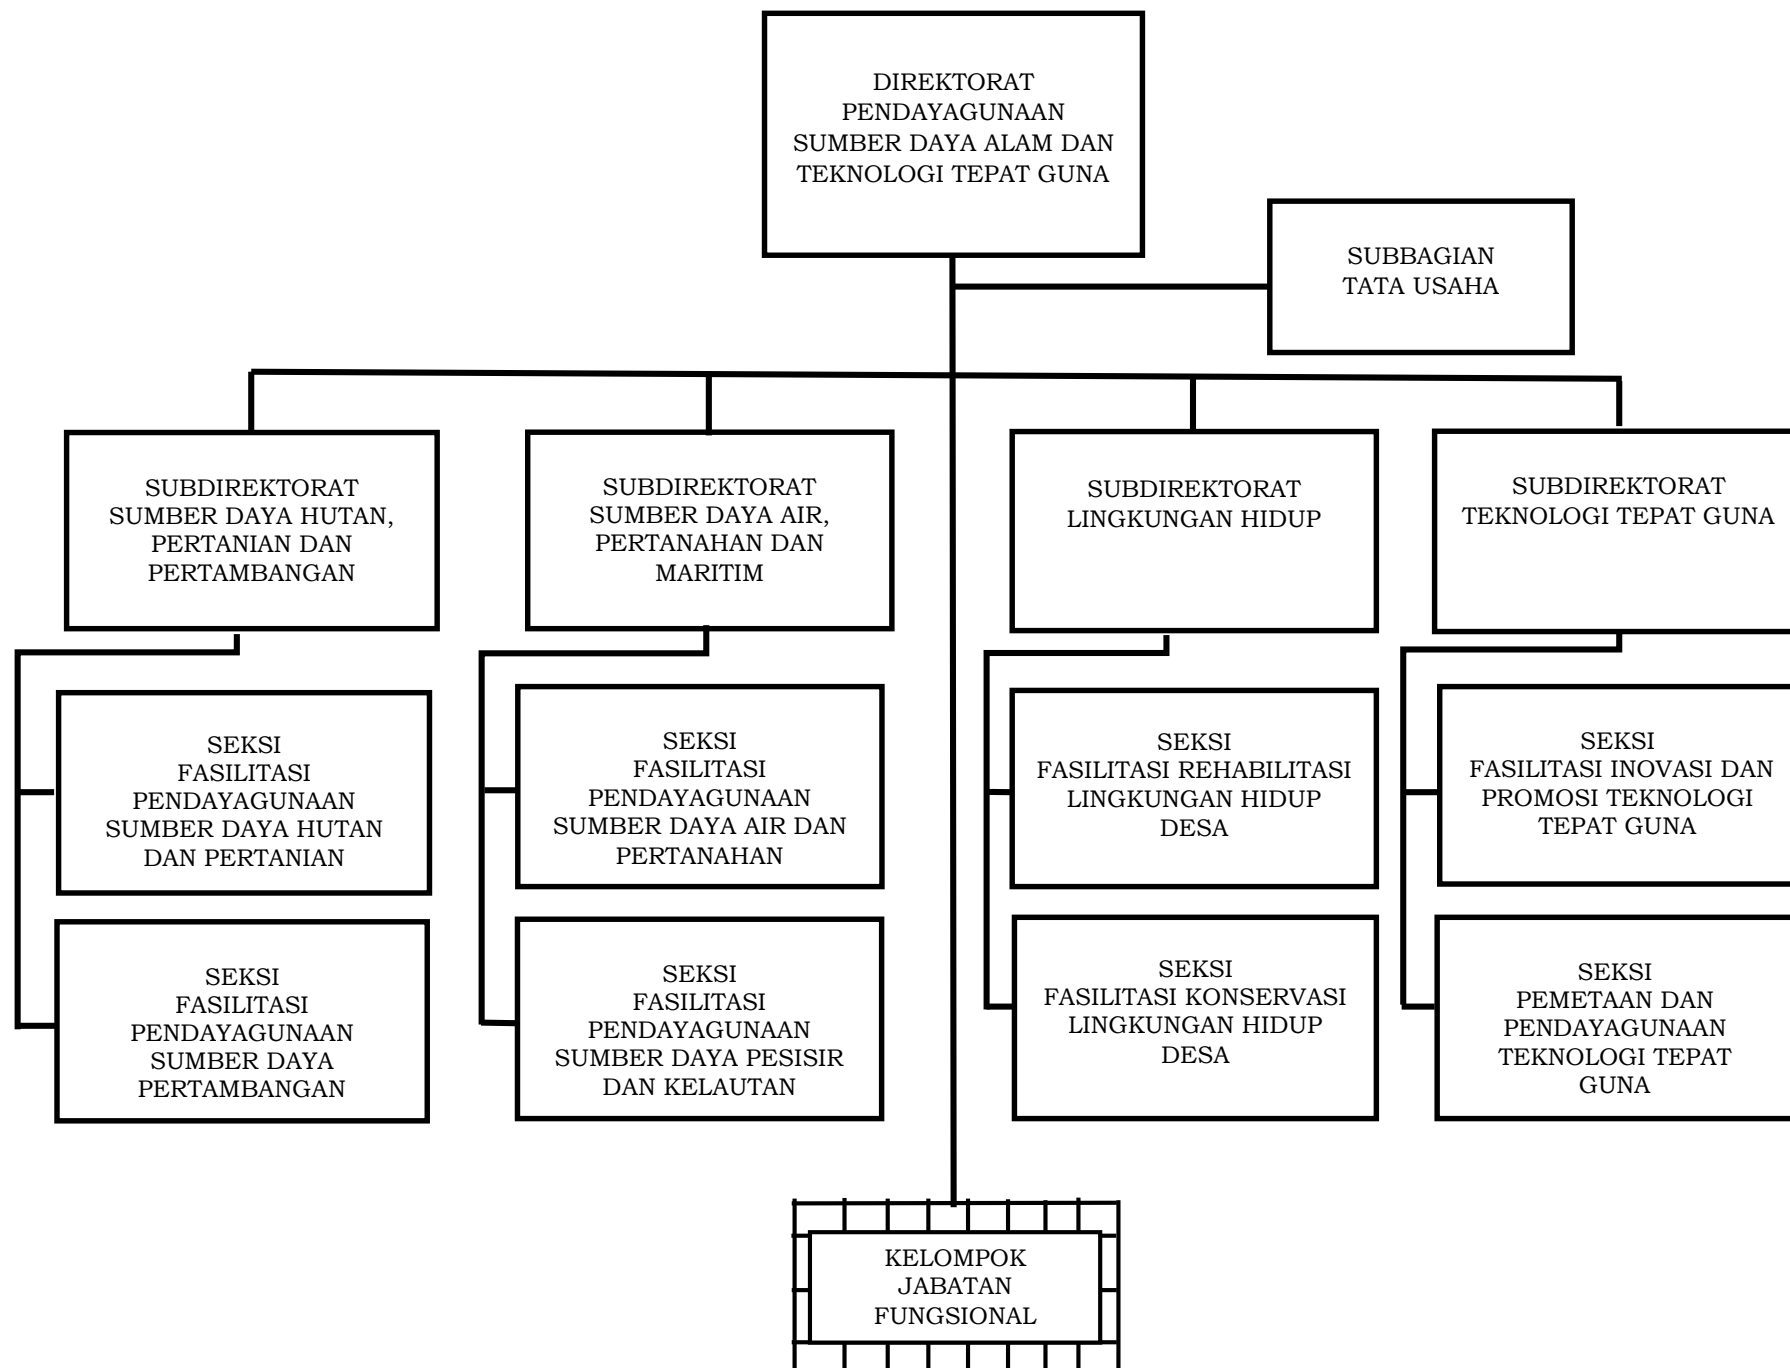 DIREKTORAT
PENDAYAGUNAAN
SUMBER DAYA ALAM DAN
TEKNOLOGI TEPAT GUNA
SUBBAGIAN
TATA USAHA
SUBDIREKTORAT
SUMBER DAYA HUTAN,
PERTANIAN DAN
PERTAMBANGAN
SUBDIREKTORAT
SUMBER DAYA AIR,
PERTANAHAN DAN
MARITIM
SUBDIREKTORAT
LINGKUNGAN HIDUP
SUBDIREKTORAT
TEKNOLOGI TEPAT GUNA
SEKSI
FASILITASI
PENDAYAGUNAAN
SUMBER DAYA HUTAN
DAN PERTANIAN
SEKSI
FASILITASI
PENDAYAGUNAAN
SUMBER DAYA AIR DAN
PERTANAHAN
SEKSI
FASILITASI REHABILITASI
LINGKUNGAN HIDUP
DESA
SEKSI
FASILITASI INOVASI DAN
PROMOSI TEKNOLOGI
TEPAT GUNA
SEKSI
FASILITASI
PENDAYAGUNAAN
SUMBER DAYA
PERTAMBANGAN
SEKSI
FASILITASI
PENDAYAGUNAAN
SUMBER DAYA PESISIR
DAN KELAUTAN
SEKSI
FASILITASI KONSERVASI
LINGKUNGAN HIDUP
DESA
SEKSI
PEMETAAN DAN
PENDAYAGUNAAN
TEKNOLOGI TEPAT
GUNA
KELOMPOK
JABATAN
FUNGSIONAL